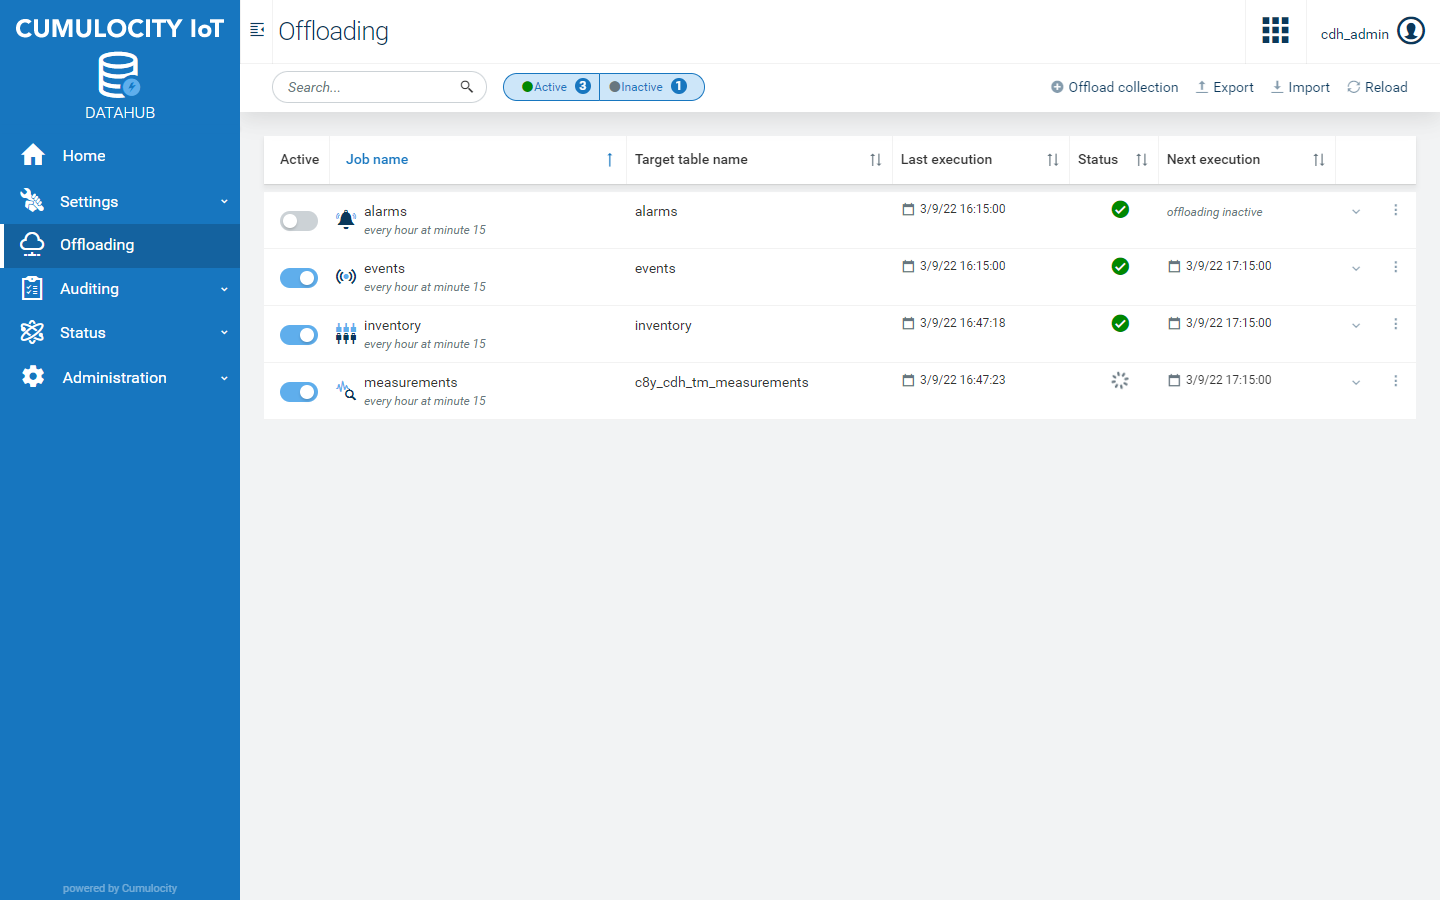 CUMULOCITY IoT
DATAHUB
Home
Settings
Offloading
Auditing
Status
Administration
powered by Cumulocity
Offloading
cdh_admin
Search...
Active 3 Inactive 1
Offload collection Export Import Reload
Active Job name Target table name Last execution Status Next execution
alarms alarms 3/9/22 16:15:00 offloading inactive
every hour at minute 15
events events 3/9/22 16:15:00 3/9/22 17:15:00
every hour at minute 15
inventory inventory 3/9/22 16:47:18 3/9/22 17:15:00
every hour at minute 15
measurements c8y_cdh_tm_measurements 3/9/22 16:47:23 3/9/22 17:15:00
every hour at minute 15